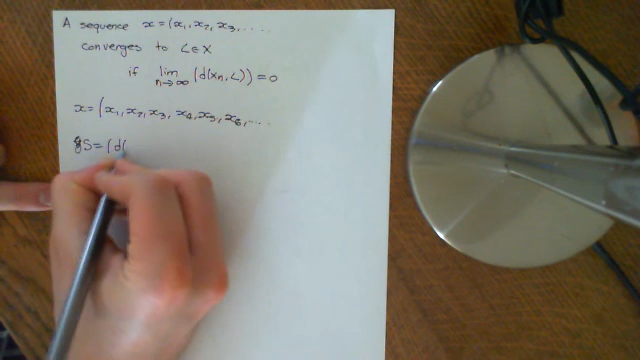 A sequence x = (x₁, x₂, x₃, ....
converges to L ∈ X
if lim n→∞ (d(xₙ, L)) = 0
x = (x₁, x₂, x₃, x₄, x₅, x₆, ....
S = (d(